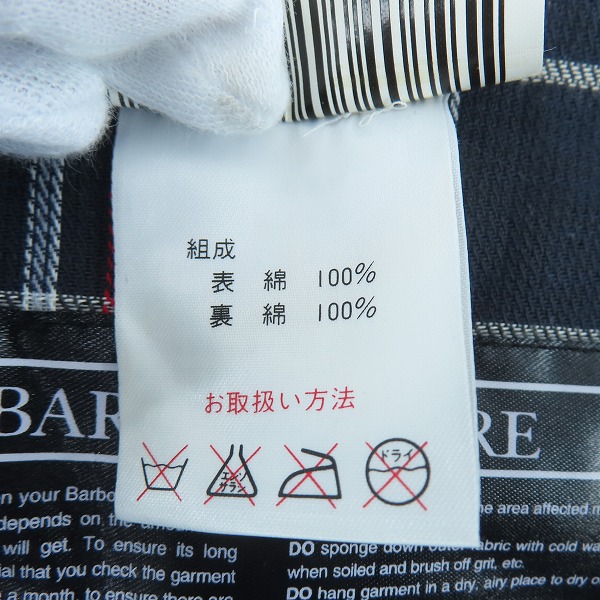 組成
表 綿 100%
裏 綿 100%
お取扱い方法
エンソ
サラシ
ドライ
BAR
RE
en your Barbo
depends on the
will get. To ensure its long
ial that you check the garment
a month, to ensure there are
the area affected m
DO sponge down outer fabric with cold wa
when soiled and brush off grit, etc.
DO hang garment in a dry, airy place to dry o